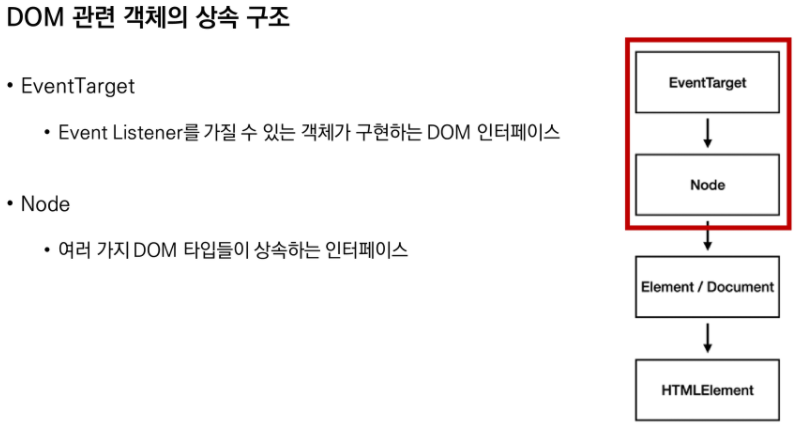 DOM 관련 객체의 상속 구조
• EventTarget
• Event Listener를 가질 수 있는 객체가 구현하는 DOM 인터페이스
• Node
• 여러 가지 DOM 타입들이 상속하는 인터페이스
EventTarget
Node
Element / Document
HTMLElement